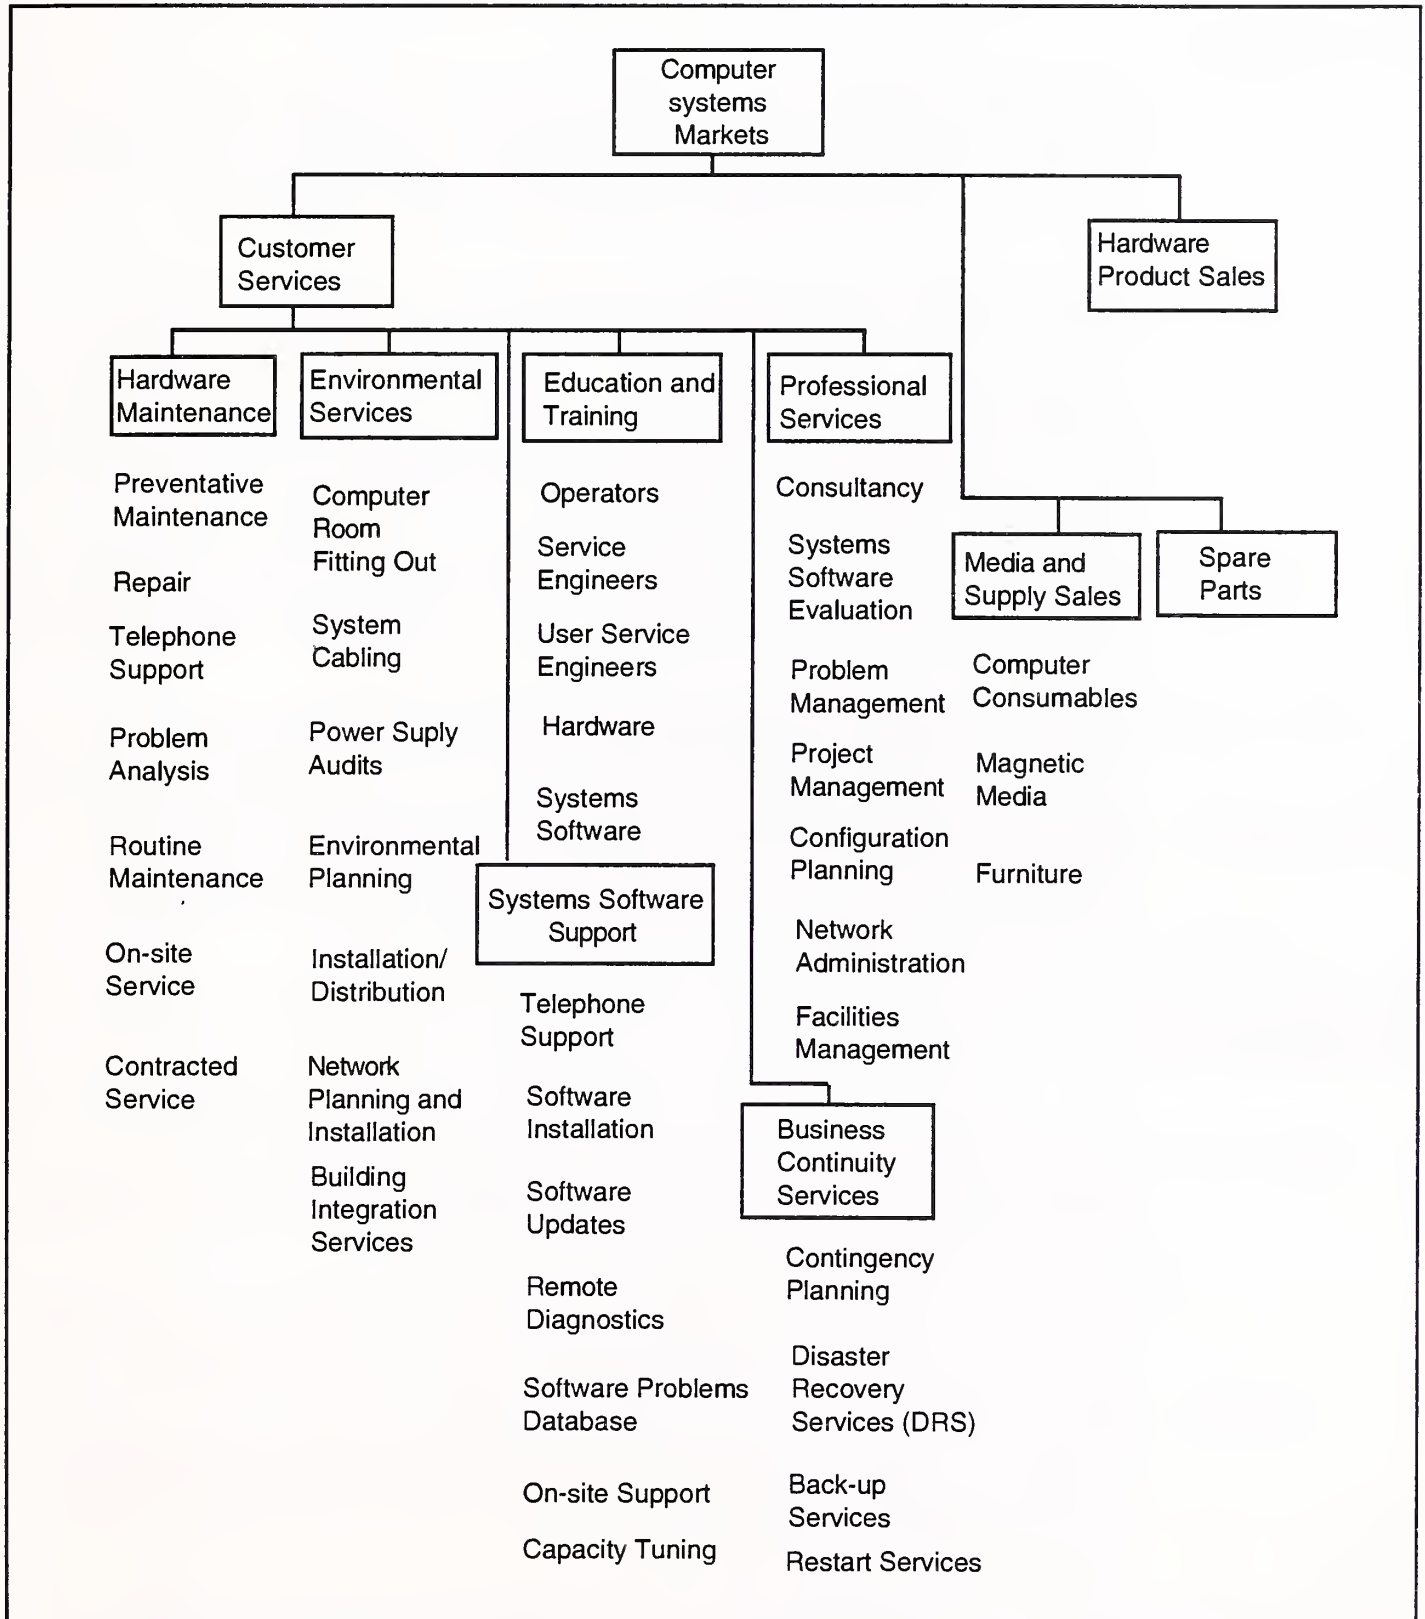 Computer
systems
Markets
Customer
Services
Hardware
Product Sales
Hardware
Maintenance
Environmental
Services
Education and
Training
Professional
Services
Preventative
Maintenance
Repair
Telephone
Support
Problem
Analysis
Routine
Maintenance
On-site
Service
Contracted
Service
Computer
Room
Fitting Out
System
Cabling
Power Suply
Audits
Environmental
Planning
Installation/
Distribution
Network
Planning and
Installation
Building
Integration
Services
Operators
Service
Engineers
User Service
Engineers
Hardware
Systems
Software
Systems Software
Support
Telephone
Support
Software
Installation
Software
Updates
Remote
Diagnostics
Software Problems
Database
On-site Support
Capacity Tuning
Consultancy
Systems
Software
Evaluation
Problem
Management
Project
Management
Configuration
Planning
Network
Administration
Facilities
Management
Business
Continuity
Services
Contingency
Planning
Disaster
Recovery
Services (DRS)
Back-up
Services
Restart Services
Media and
Supply Sales
Computer
Consumables
Magnetic
Media
Furniture
Spare
Parts